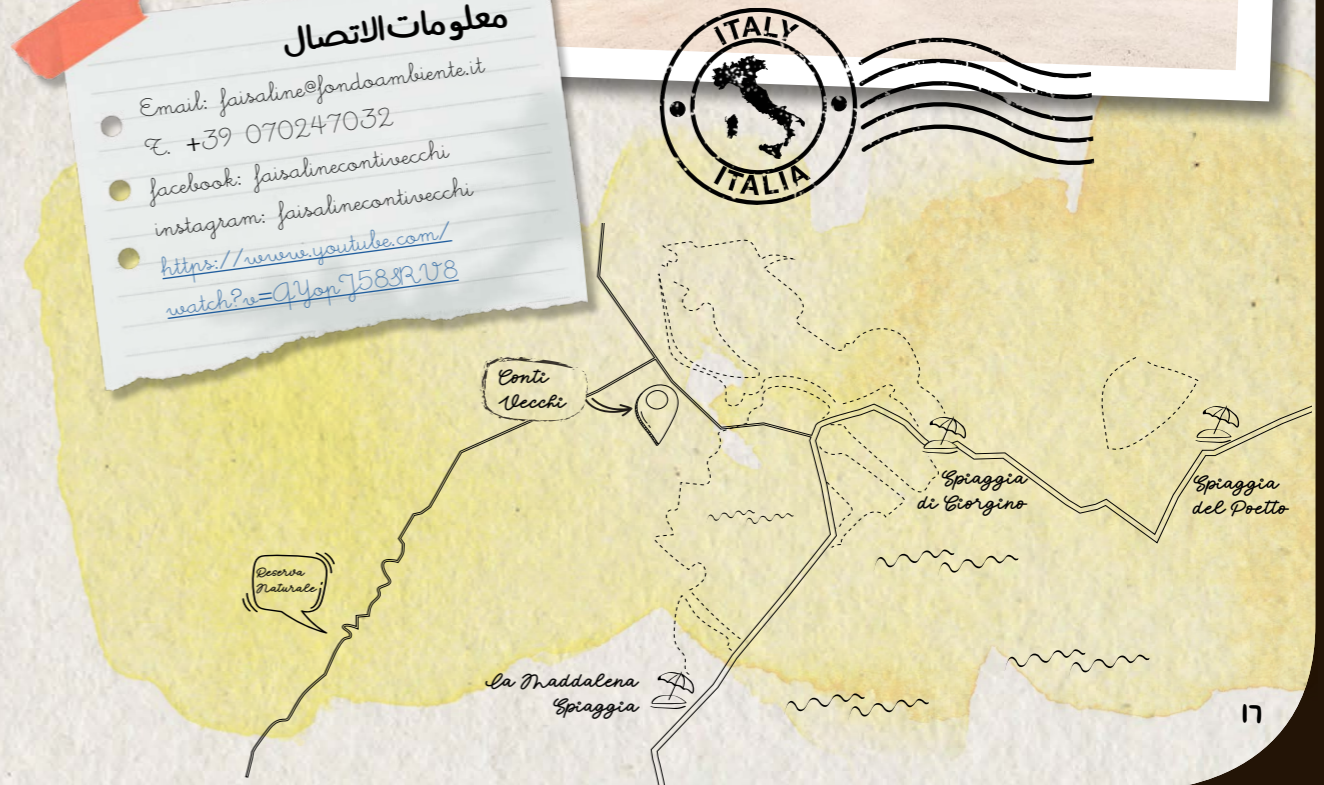 معلومات الاتصال
Email: faisaline@fondoambiente.it
T. +39 070247032
facebook: faisalinecontivecchi
instagram: faisalinecontivecchi
https://www.youtube.com/
watch?v=QYopJ58SRV8
ITALY
ITALIA
Conti
Vecchi
Spiaggia
di Giorgino
Spiaggia
del Poetto
Reserva
Naturale
la Maddalena
Spiaggia
١٦